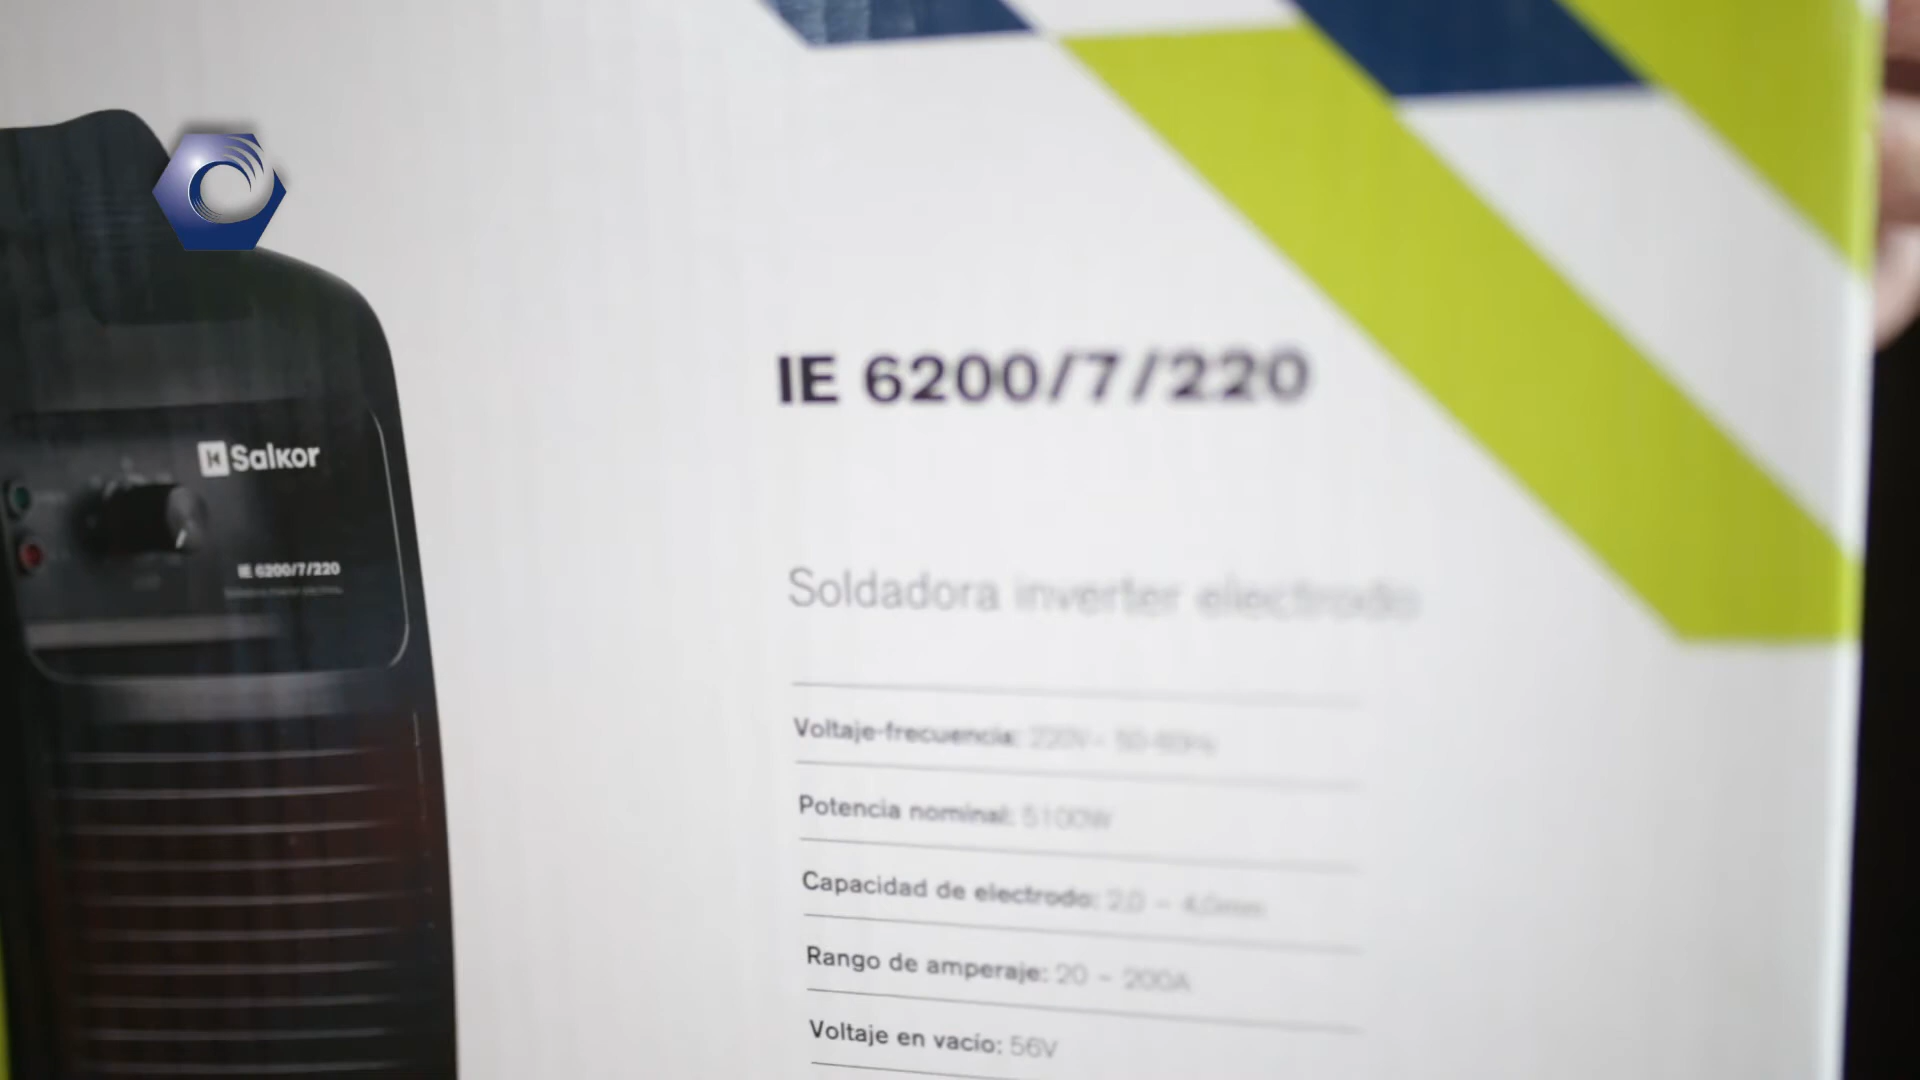 Salkor
IE 6200/7/220
IE 6200/7/220
Soldadora inverter electrodo
Voltaje-frecuencia: 220V~ 50-60Hz
Potencia nominal: 5100W
Capacidad de electrodo: 2,0 - 4,0mm
Rango de amperaje: 20 - 200A
Voltaje en vacío: 56V